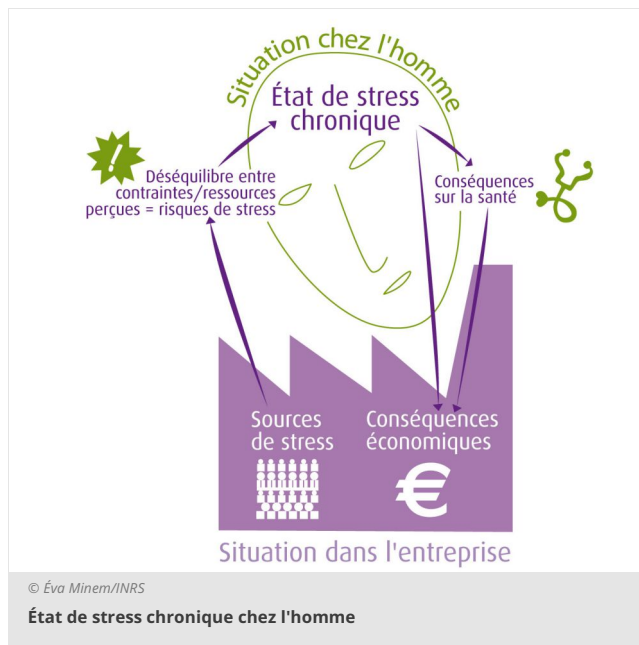 Situation chez l'homme
État de stress
chronique
Déséquilibre entre
contraintes/ressources
perçues = risques de stress
Conséquences
sur la santé
Sources
de stress
Conséquences
économiques
€
Situation dans l'entreprise
© Éva Minem/INRS
État de stress chronique chez l'homme